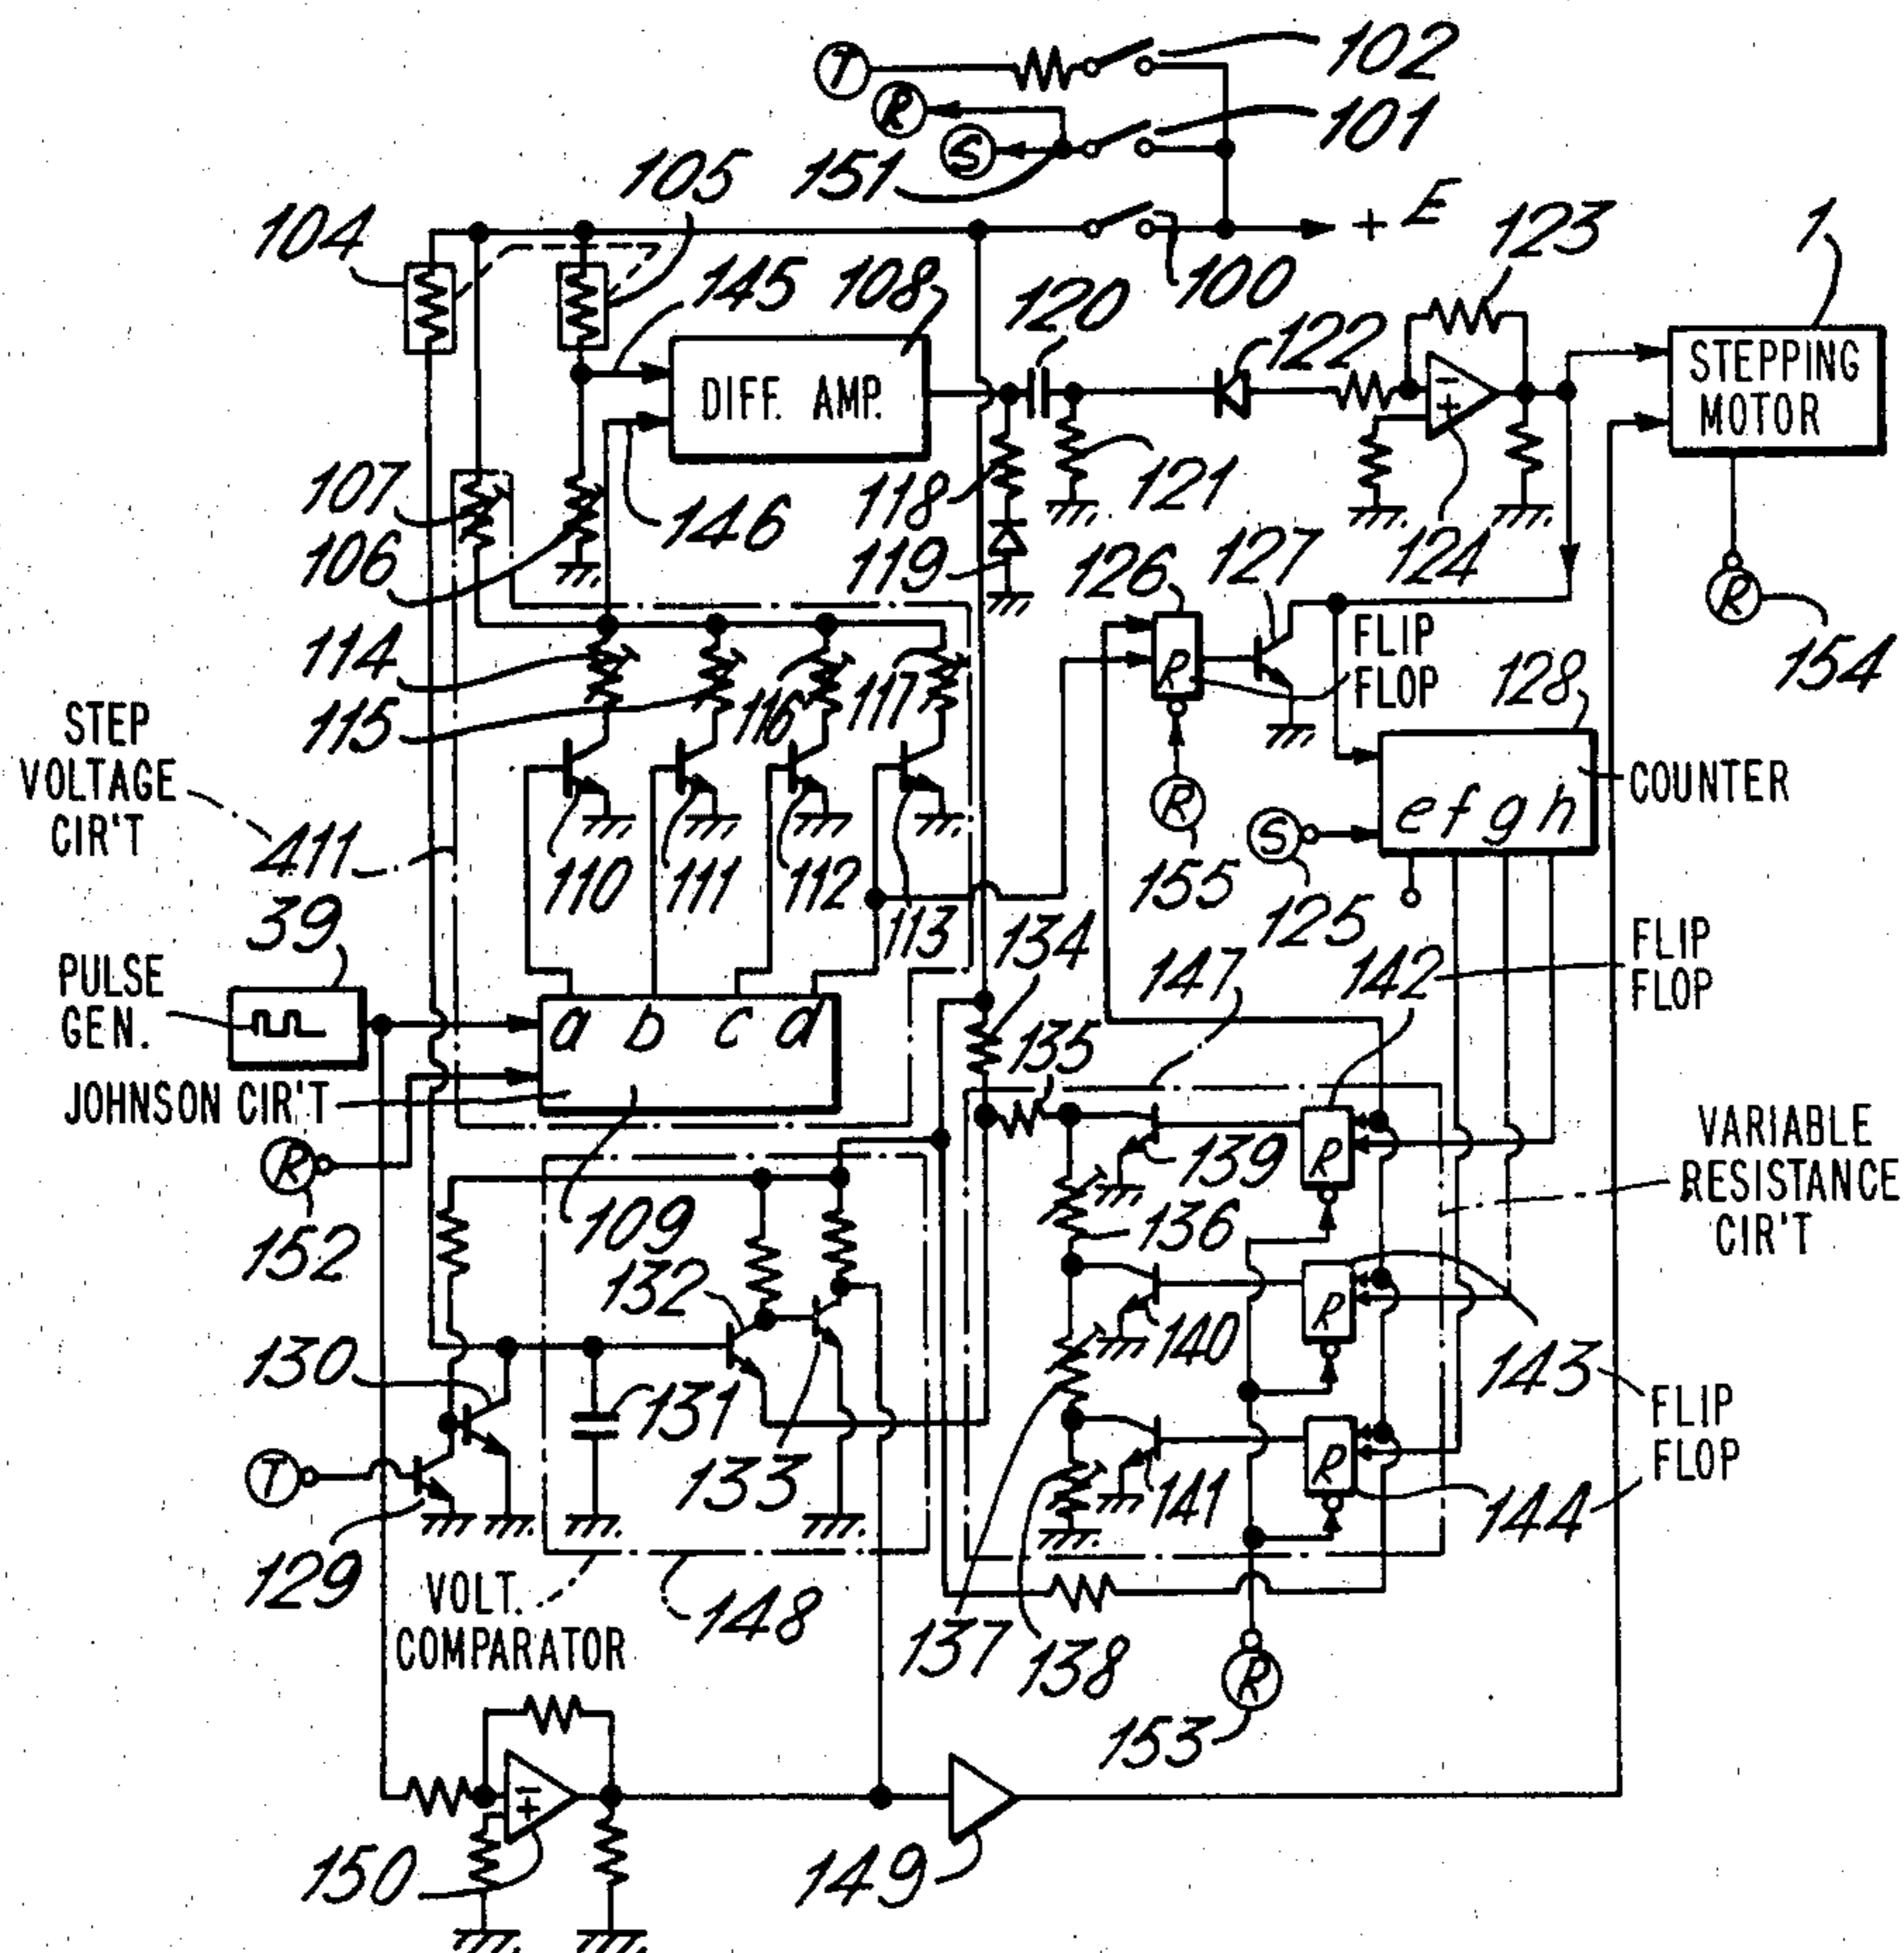 102
T
R
101
S
151
105
+ E
123
1
104
145
108
100
120
122
STEPPING
MOTOR
DIFF. AMP.
- +
107
118
121
146
106
119
126
127
124
R
154
FLIP
FLOP
R
114
128
115
116
117
STEP
VOLTAGE
CIR'T
COUNTER
e f g h
R
S
411
110
111
112
155
125
39
113
134
FLIP
FLOP
147
142
PULSE
GEN.
a b c d
135
JOHNSON CIR'T
VARIABLE
RESISTANCE
CIR'T
R
139
R
136
109
152
132
R
140
130
143
131
FLIP
FLOP
133
T
R
141
144
129
VOLT.
COMPARATOR
148
137
138
R
153
- +
150
149